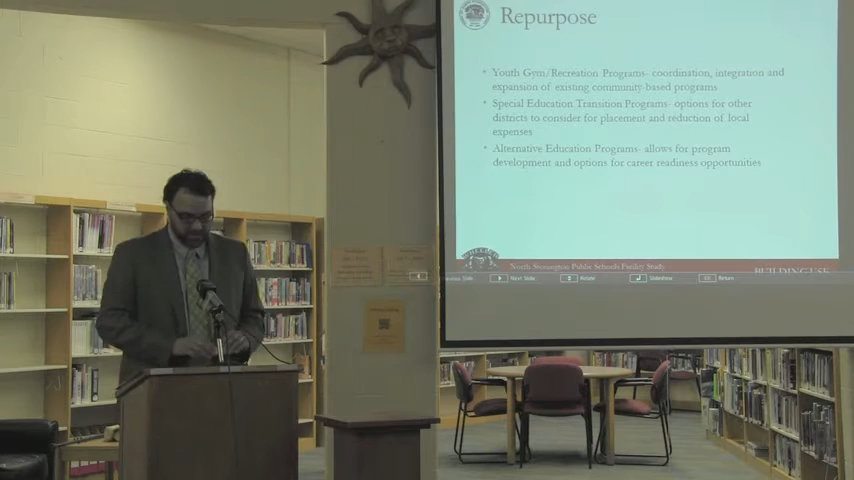 Repurpose
• Youth Gym/Recreation Programs- coordination, integration and
expansion of existing community-based programs
• Special Education Transition Programs- options for other
districts to consider for placement and reduction of local
expenses
• Alternative Education Programs- allows for program
development and options for career readiness opportunities
North Stonington Public Schools Facility Study
BUILDING USE
Next Slide
Rotate
Slideshow
Return